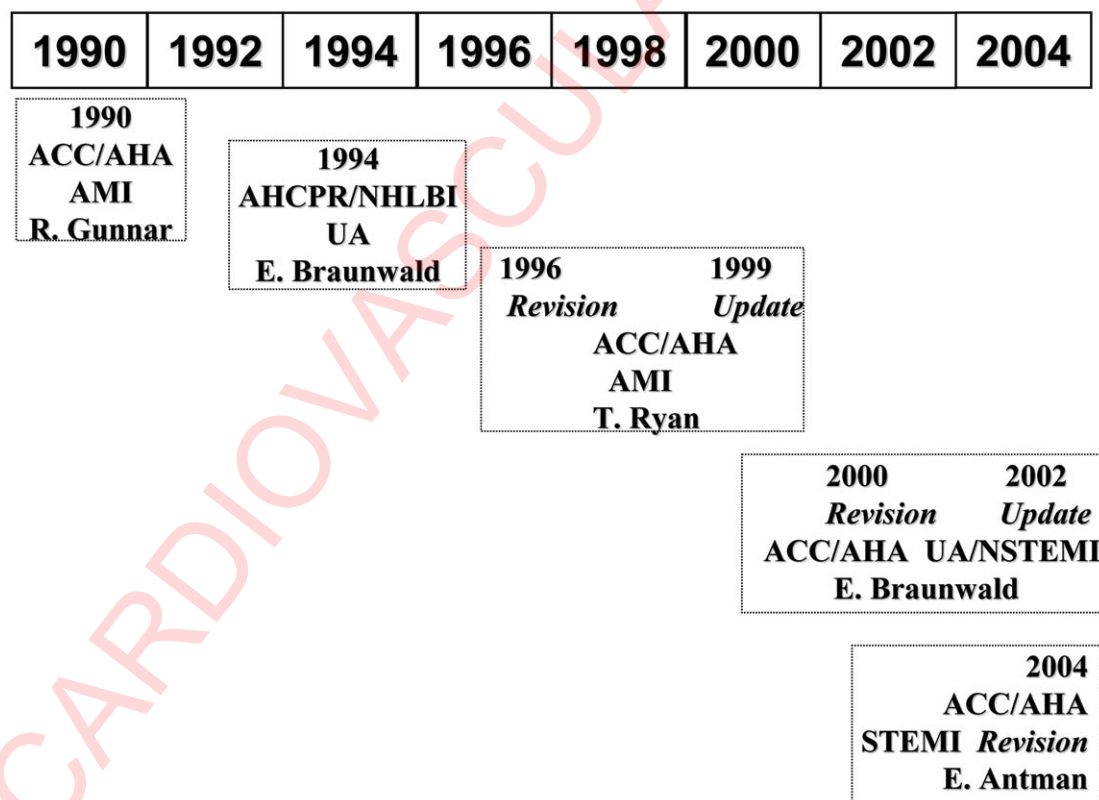 1990 1992 1994 1996 1998 2000 2002 2004
1990
ACC/AHA
AMI
R. Gunnar
1994
AHCPR/NHLBI
UA
E. Braunwald
1996 1999
Revision Update
ACC/AHA
AMI
T. Ryan
2000 2002
Revision Update
ACC/AHA UA/NSTEMI
E. Braunwald
2004
ACC/AHA
STEMI Revision
E. Antman
CARDIOVASCULA